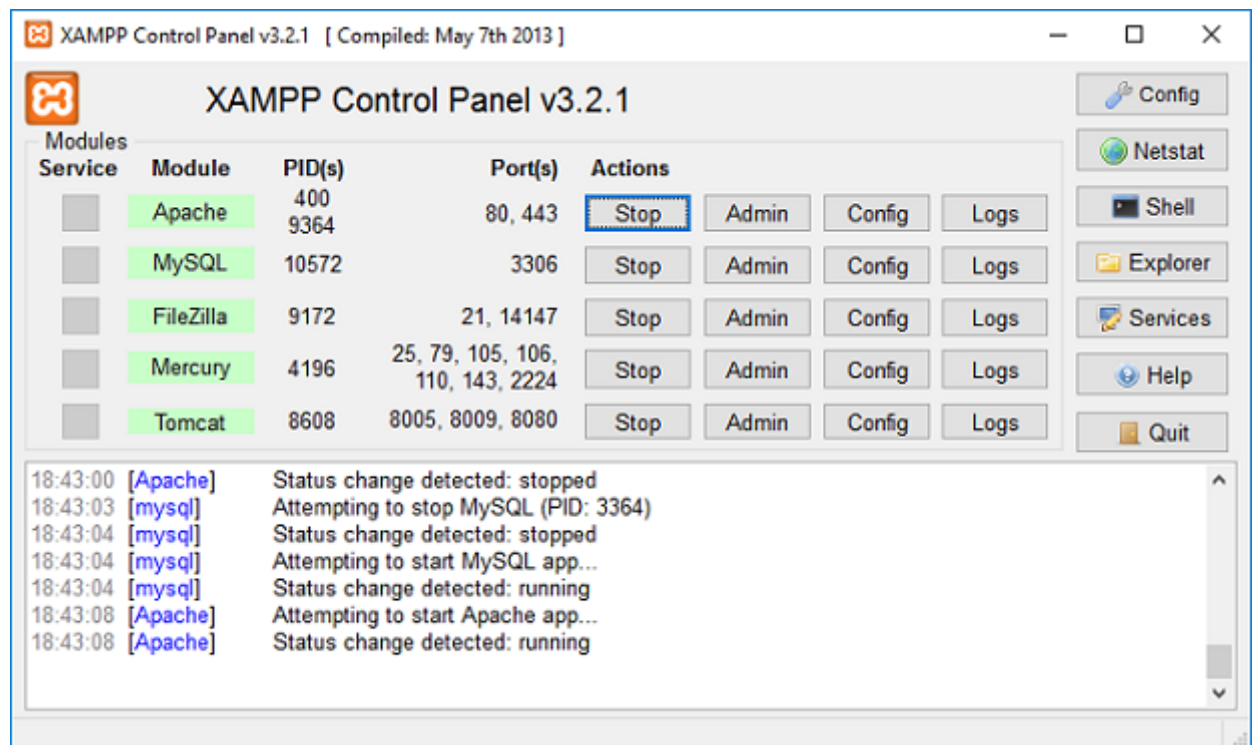 XAMPP Control Panel v3.2.1 [ Compiled: May 7th 2013 ]
XAMPP Control Panel v3.2.1
Config
Netstat
Shell
Explorer
Services
Help
Quit
Modules
Service Module PID(s) Port(s) Actions
Apache 400 9364 80, 443 Stop Admin Config Logs
MySQL 10572 3306 Stop Admin Config Logs
FileZilla 9172 21, 14147 Stop Admin Config Logs
Mercury 4196 25, 79, 105, 106, 110, 143, 2224 Stop Admin Config Logs
Tomcat 8608 8005, 8009, 8080 Stop Admin Config Logs
18:43:00 [Apache] Status change detected: stopped
18:43:03 [mysql] Attempting to stop MySQL (PID: 3364)
18:43:04 [mysql] Status change detected: stopped
18:43:04 [mysql] Attempting to start MySQL app...
18:43:04 [mysql] Status change detected: running
18:43:08 [Apache] Attempting to start Apache app...
18:43:08 [Apache] Status change detected: running